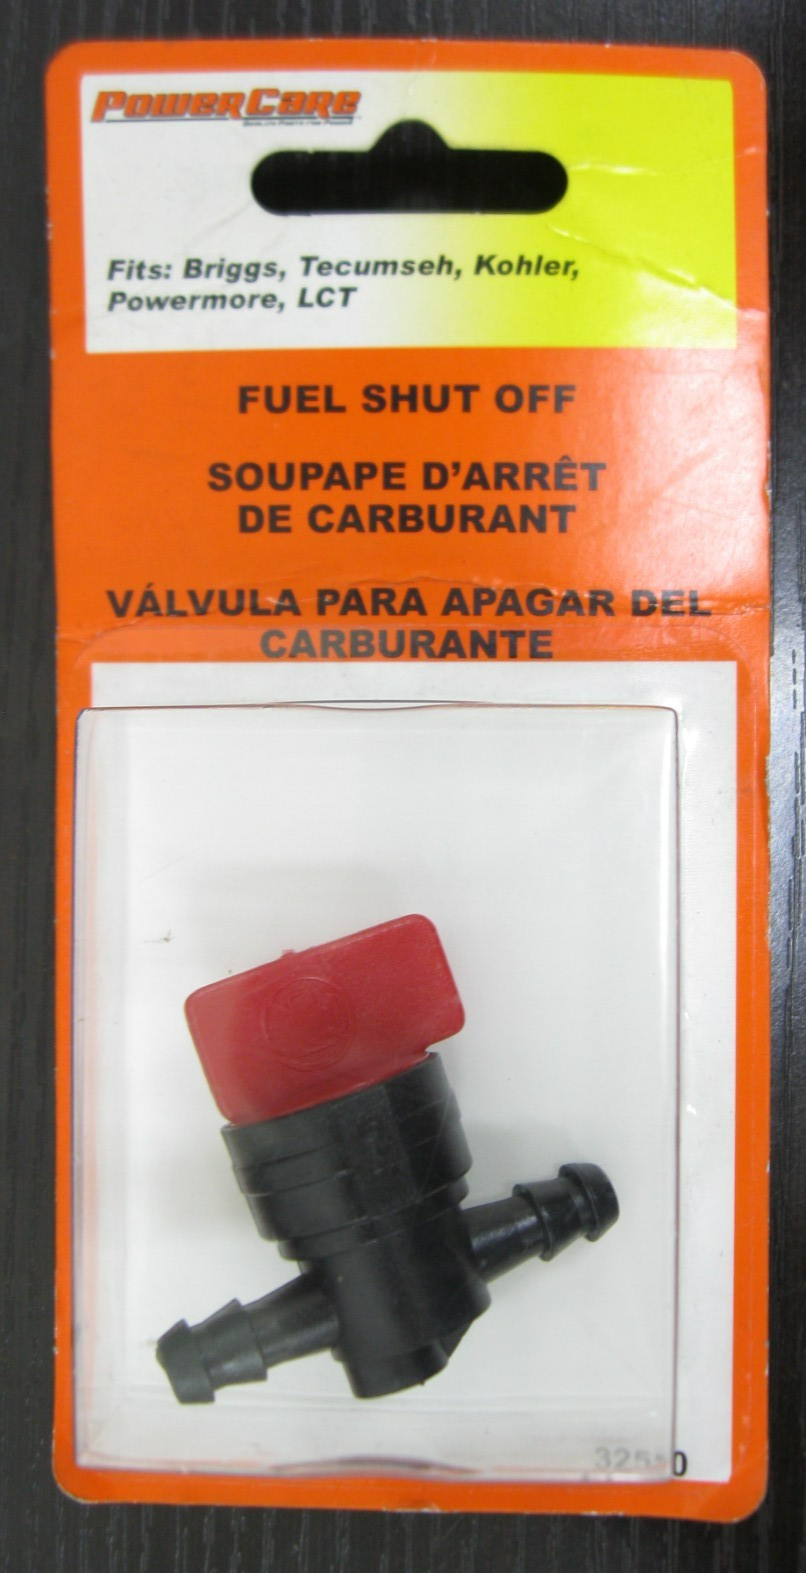 PowerCare
Fits: Briggs, Tecumseh, Kohler,
Powermore, LCT
FUEL SHUT OFF
SOUPAPE D'ARRÊT
DE CARBURANT
VÁLVULA PARA APAGAR DEL
CARBURANTE